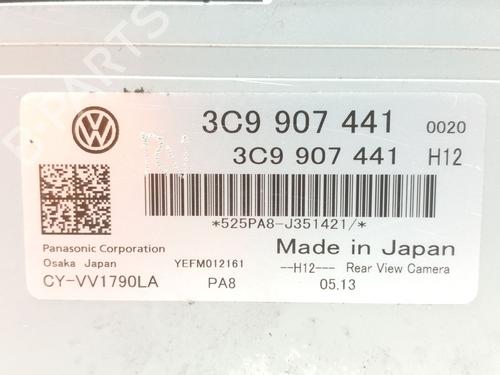 3C9 907 441 0020
3C9 907 441 H12
*525PA8-J351421/*
Panasonic Corporation
Made in Japan
Osaka Japan YEFM012161 --H12--- Rear View Camera
CY-VV1790LA PA8 05.13
B-PARTS